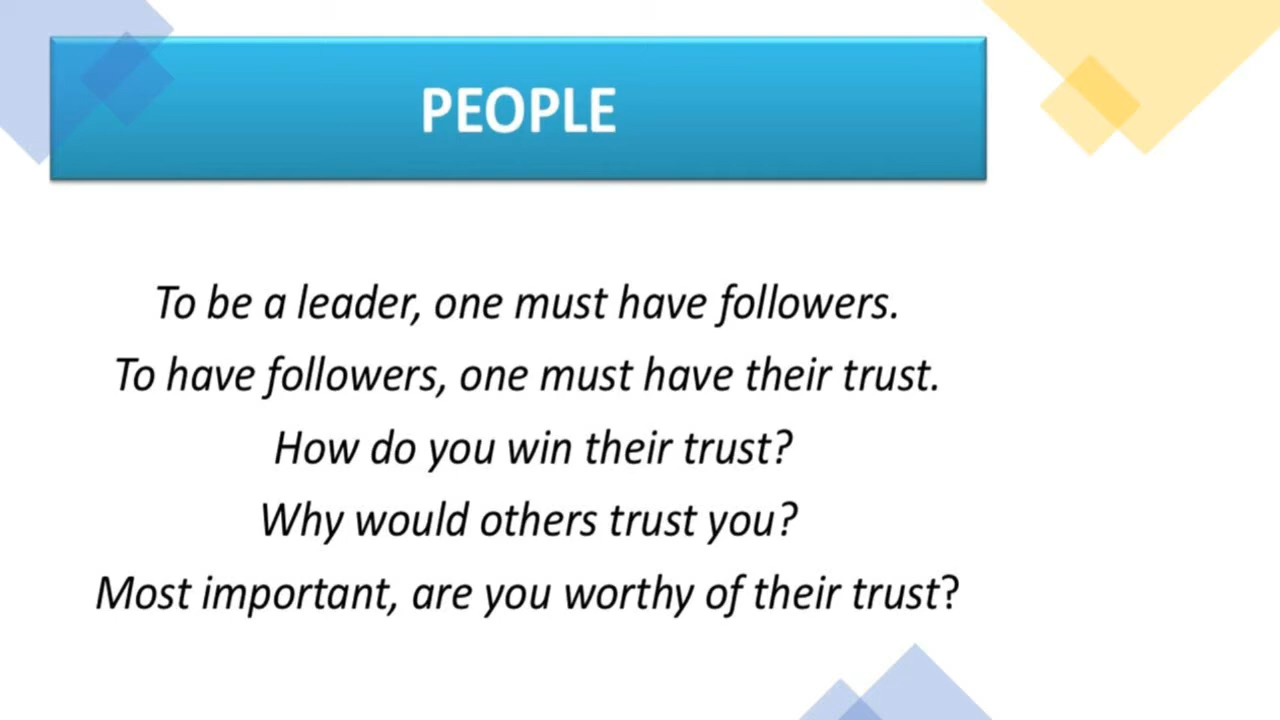 PEOPLE
To be a leader, one must have followers.
To have followers, one must have their trust.
How do you win their trust?
Why would others trust you?
Most important, are you worthy of their trust?